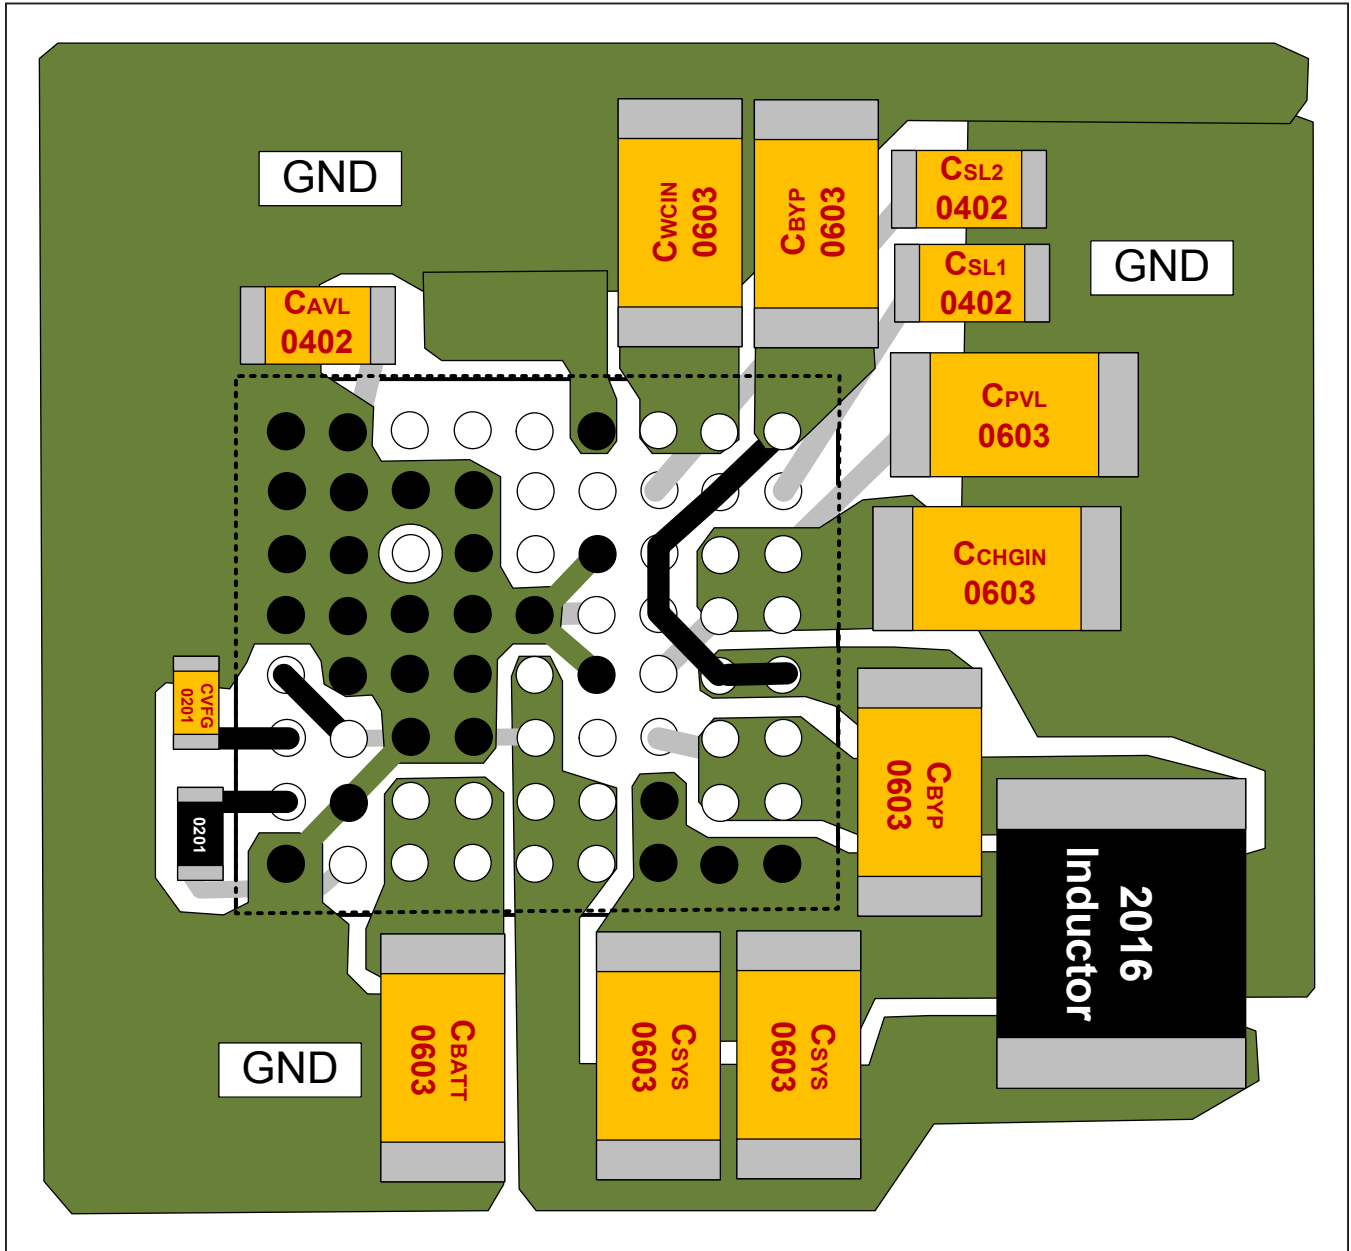 GND
CWCIN
0603
CBYP
0603
CSL2
0402
CSL1
0402
GND
CAVL
0402
CPVL
0603
CCHGIN
0603
CVFG
0201
0201
CBYP
0603
2016
Inductor
GND
CBATT
0603
CSYS
0603
CSYS
0603